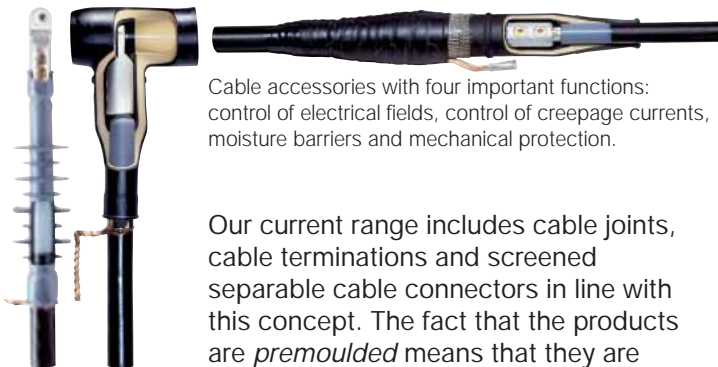 Cable accessories with four important functions:
control of electrical fields, control of creepage currents,
moisture barriers and mechanical protection.
Our current range includes cable joints,
cable terminations and screened
separable cable connectors in line with
this concept. The fact that the products
are premoulded means that they are